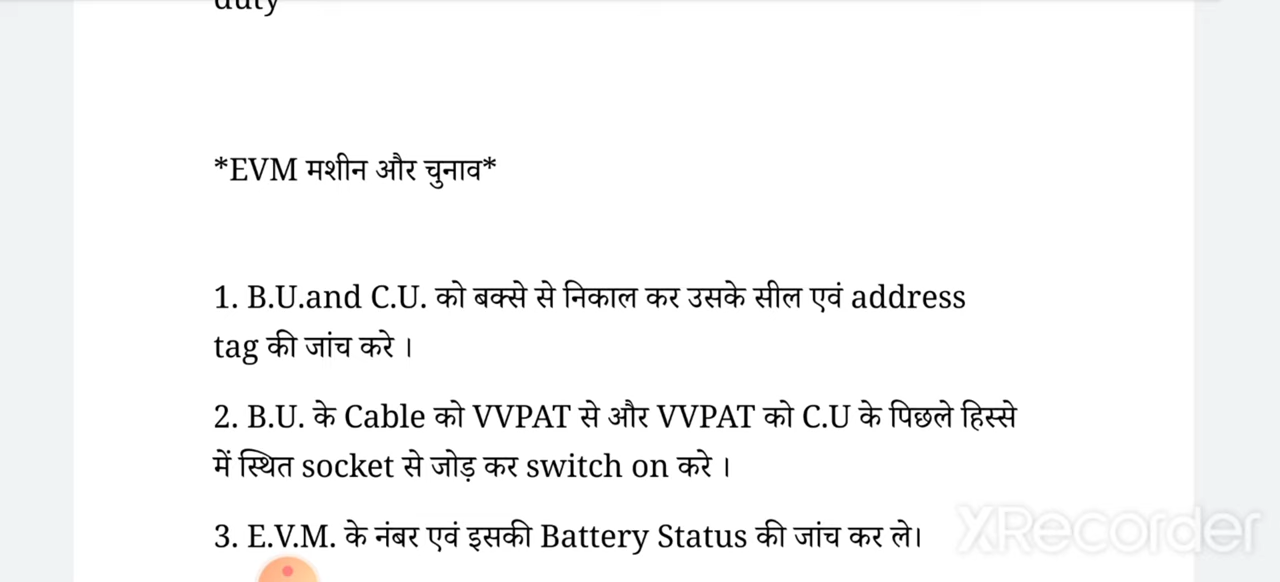 duty
*EVM मशीन और चुनाव*
1. B.U.and C.U. को बक्से से निकाल कर उसके सील एवं address
tag की जांच करे ।
2. B.U. के Cable को VVPAT से और VVPAT को C.U के पिछले हिस्से
में स्थित socket से जोड़ कर switch on करे ।
3. E.V.M. के नंबर एवं इसकी Battery Status की जांच कर ले।
XRecorder